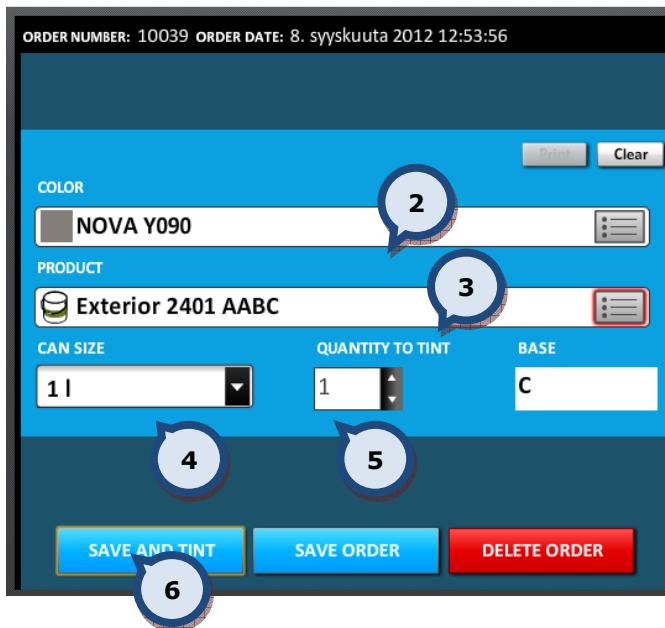 ORDER NUMBER: 10039 ORDER DATE: 8. syyskuuta 2012 12:53:56
Print Clear
COLOR
2
NOVA Y090
PRODUCT
3
Exterior 2401 AABC
CAN SIZE QUANTITY TO TINT BASE
1 l 1 C
4 5
SAVE AND TINT SAVE ORDER DELETE ORDER
6